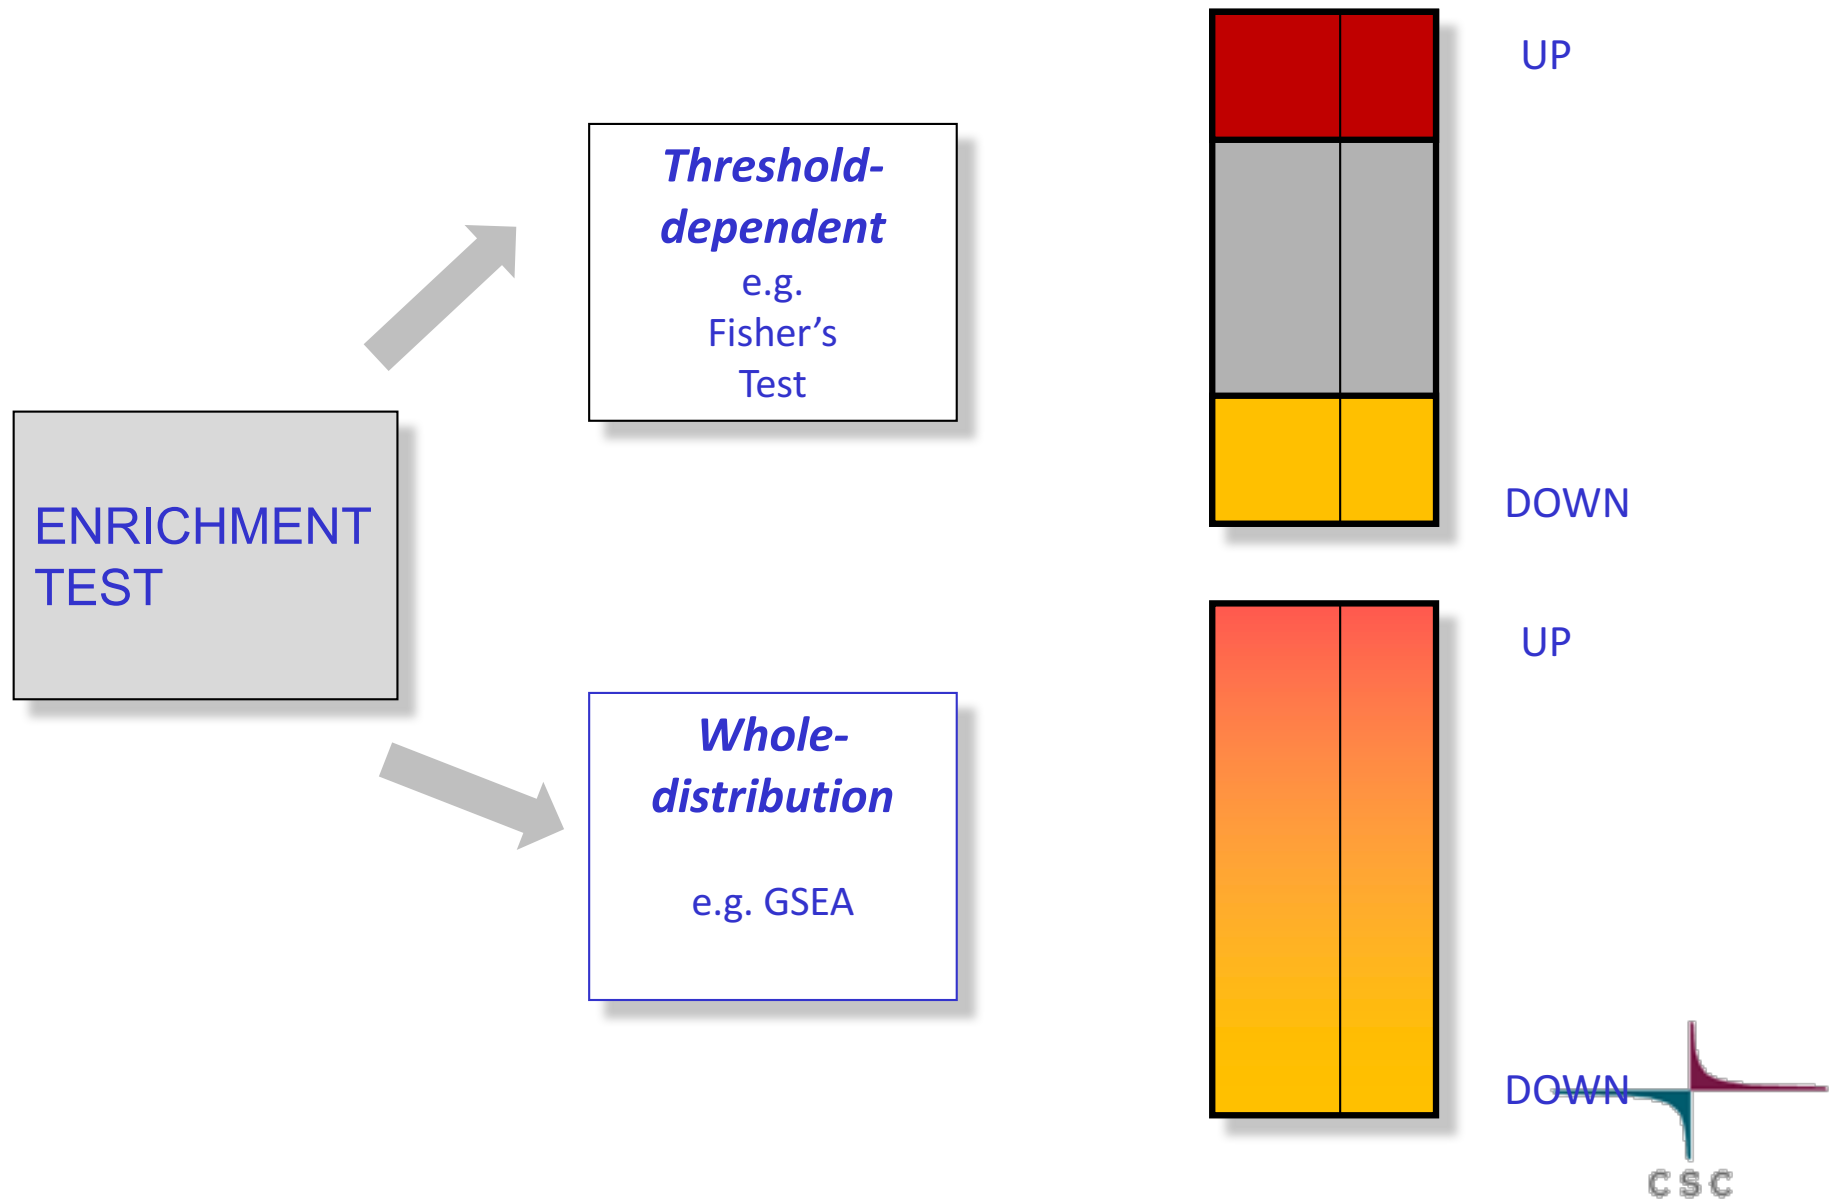 ENRICHMENT
TEST
Threshold-
dependent
e.g.
Fisher's
Test
UP
DOWN
Whole-
distribution
e.g. GSEA
UP
DOWN
CSC